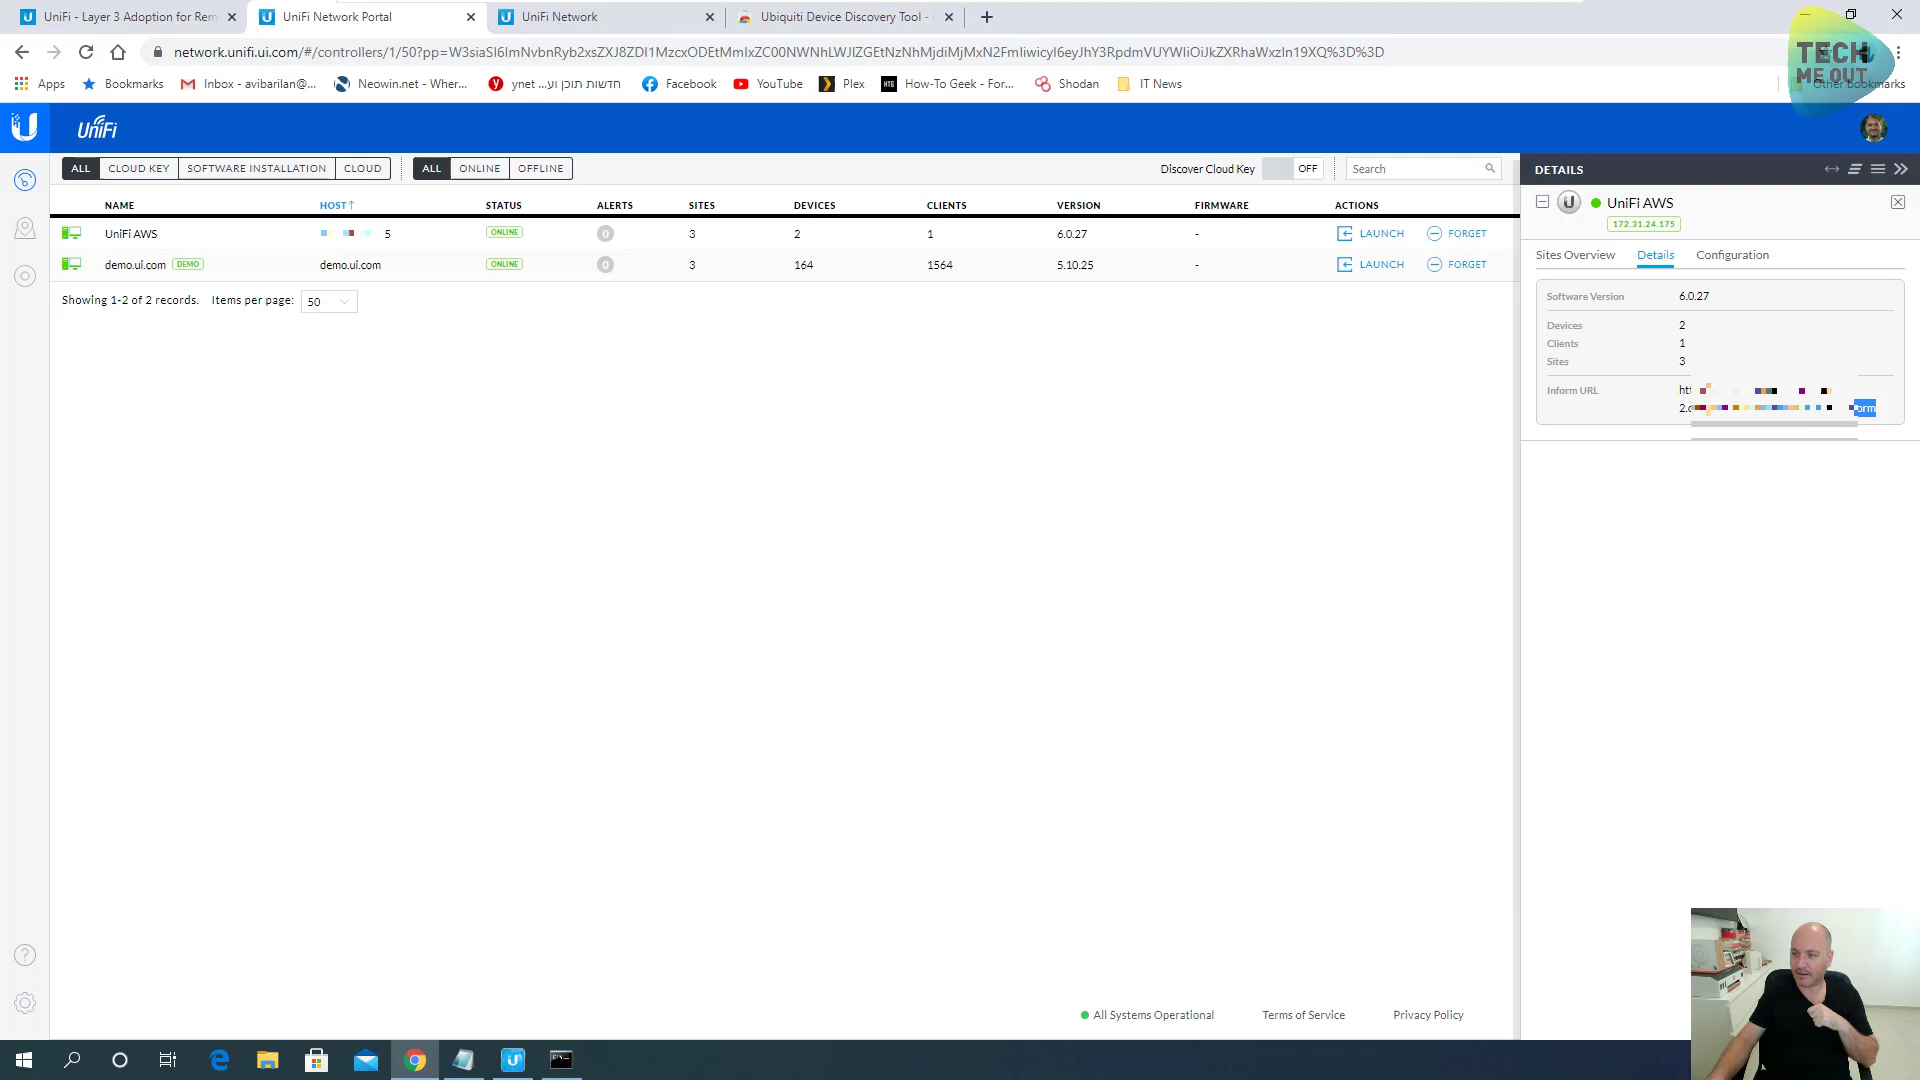 UniFi - Layer 3 Adoption for Rem
UniFi Network Portal
UniFi Network
Ubiquiti Device Discovery Tool -
network.unifi.ui.com/#/controllers/1/50?pp=
TECH
ME OUT
Apps
Bookmarks
Inbox - avibarilan@...
Neowin.net - Wher...
ynet חדשות תוכן וע...
Facebook
YouTube
Plex
How-To Geek - For...
Shodan
IT News
Other bookmarks
UniFi
ALL CLOUD KEY SOFTWARE INSTALLATION CLOUD
ALL ONLINE OFFLINE
Discover Cloud Key OFF
Search
NAME HOST↑ STATUS ALERTS SITES DEVICES CLIENTS VERSION FIRMWARE ACTIONS
UniFi AWS 5 ONLINE 0 3 2 1 6.0.27 - LAUNCH FORGET
demo.ui.com DEMO demo.ui.com ONLINE 0 3 164 1564 5.10.25 - LAUNCH FORGET
Showing 1-2 of 2 records. Items per page: 50
DETAILS
UniFi AWS
172.31.24.175
Sites Overview Details Configuration
Software Version 6.0.27
Devices 2
Clients 1
Sites 3
Inform URL
All Systems Operational Terms of Service Privacy Policy